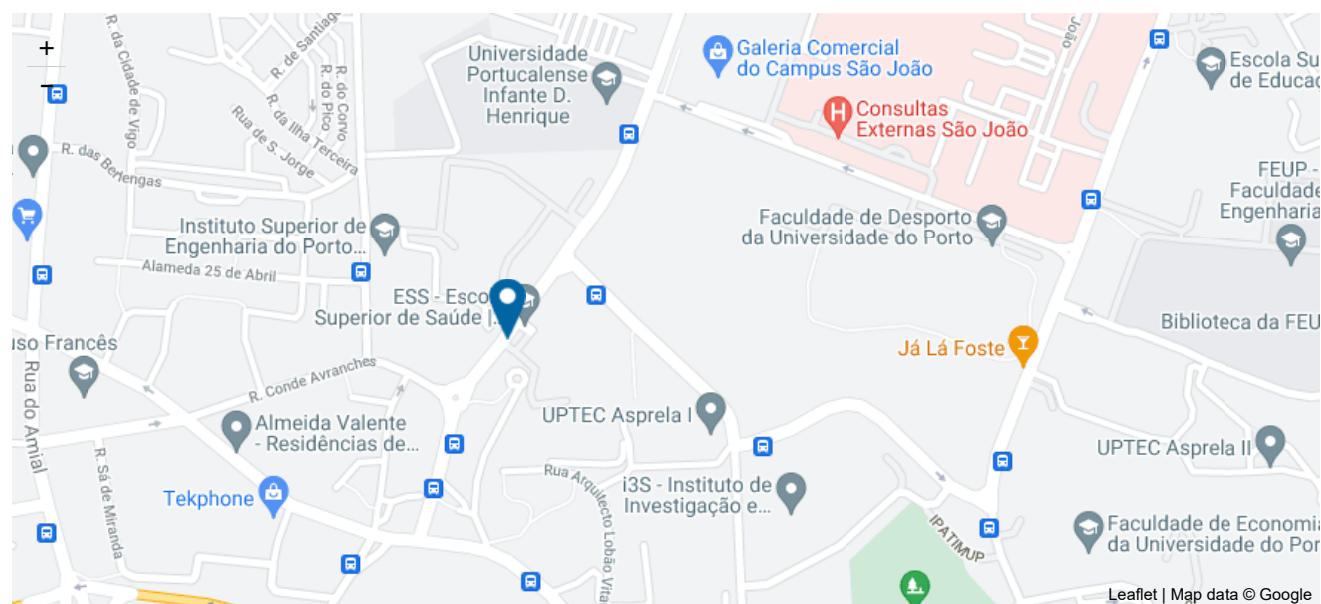 +
−
R. da Cidade de Vigo
R. de Santiago
R. do Corvo
R. do Pico
R. da Ilha Terceira
Rua de S. Jorge
R. das Berlengas
Universidade
Portucalense
Infante D.
Henrique
Galeria Comercial
do Campus São João
João
Consultas
Externas São João
Escola Su
de Educaç
FEUP -
Faculdade
Engenharia
Instituto Superior de
Engenharia do Porto...
Alameda 25 de Abril
Faculdade de Desporto
da Universidade do Porto
ESS - Esco
Superior de Saúde |...
Biblioteca da FEU
Já Lá Foste
uso Francês
Rua do Amial
R. Conde Avranches
Almeida Valente
- Residências de...
UPTEC Asprela I
UPTEC Asprela II
R. Sá de Miranda
Tekphone
Rua Arquitecto Lobão Vita
i3S - Instituto de
Investigação e...
IPATIMUP
Faculdade de Economia
da Universidade do Por
Leaflet | Map data © Google